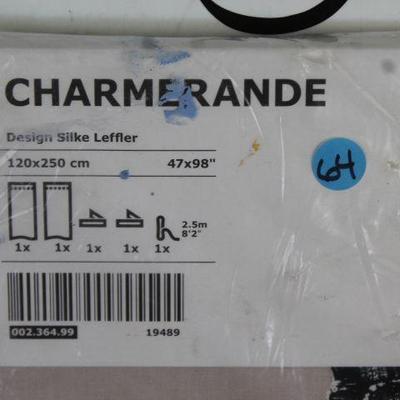 CHARMERANDE
Design Silke Leffler
120x250 cm 47x98"
64
2.5m
8'2"
1x 1x 1x 1x 1x
002.364.99 19489